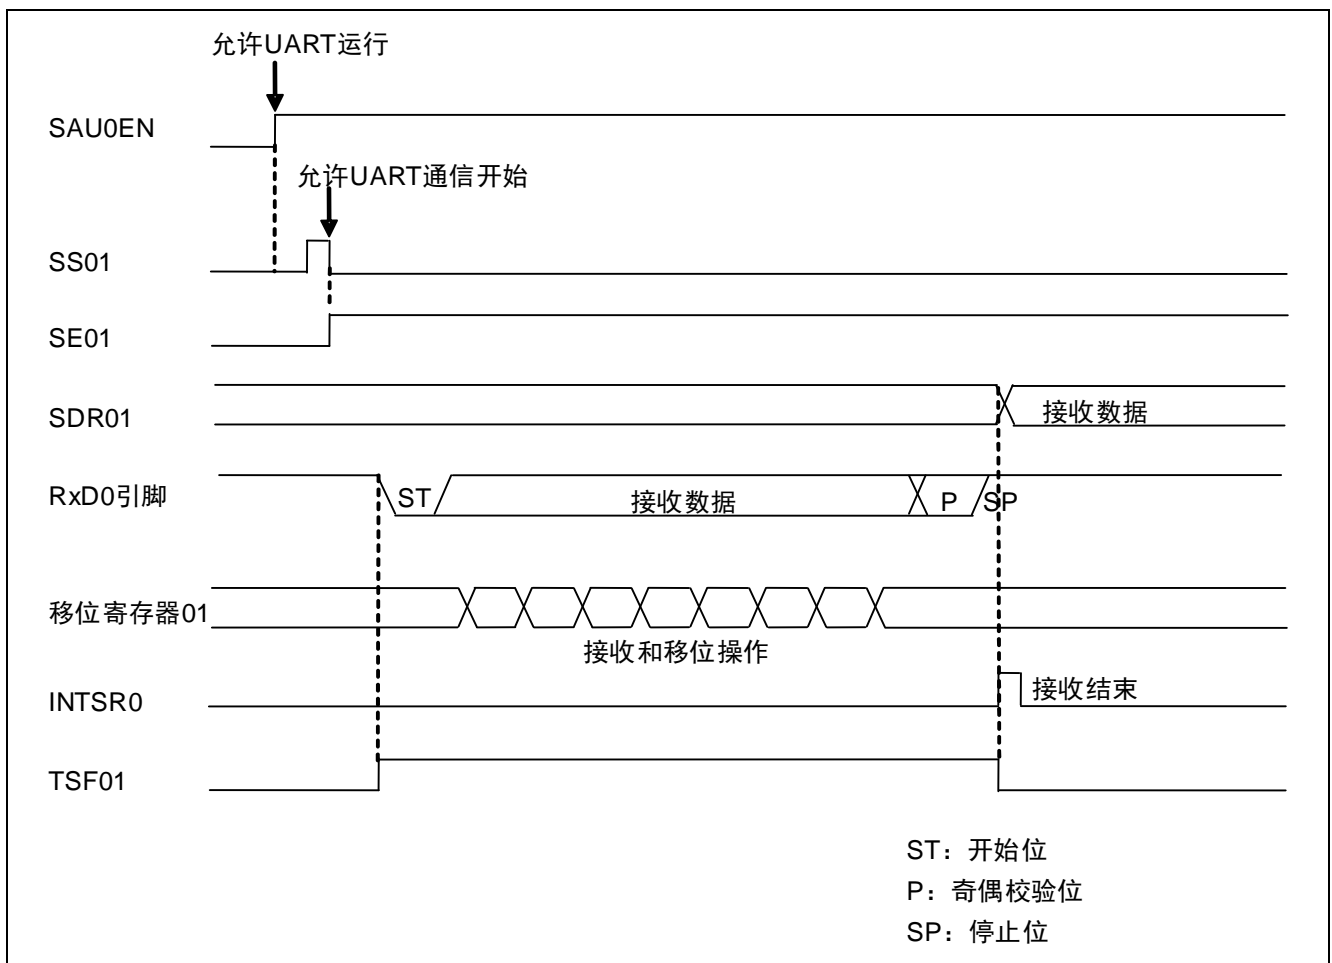 允许UART运行
SAU0EN
允许UART通信开始
SS01
SE01
SDR01
接收数据
RxD0引脚
ST
接收数据
P
SP
移位寄存器01
接收和移位操作
INTSR0
接收结束
TSF01
ST：开始位
P：奇偶校验位
SP：停止位